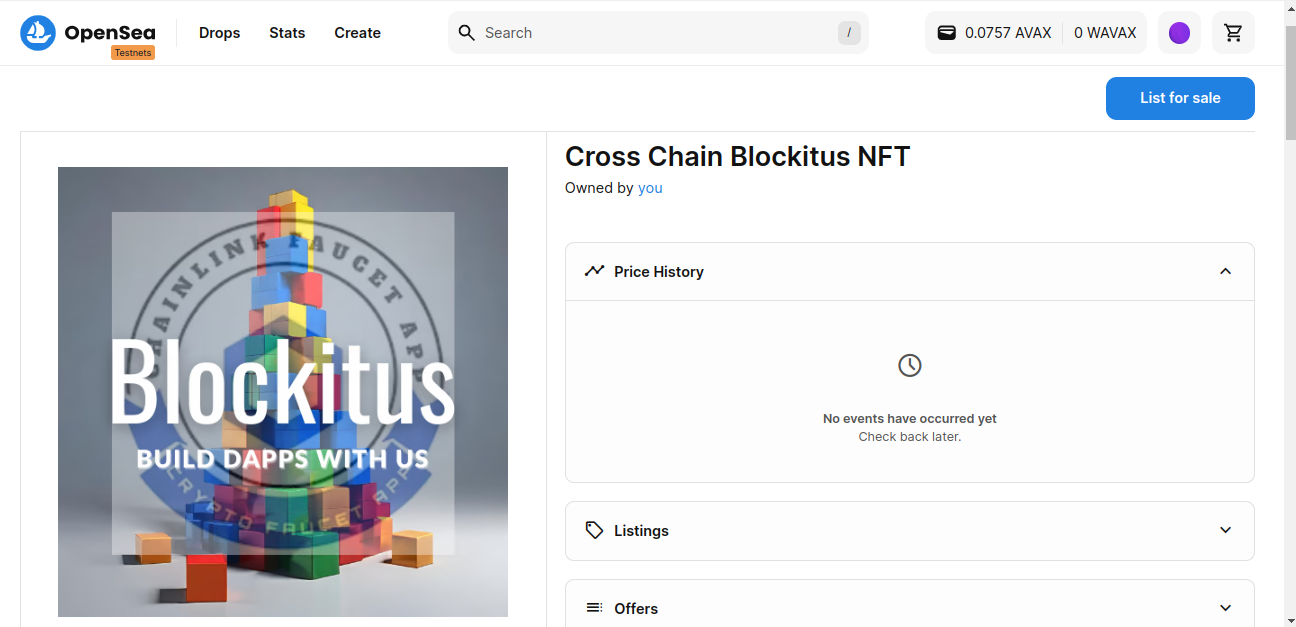 OpenSea
Testnets
Drops
Stats
Create
Search
/
0.0757 AVAX
0 WAVAX
List for sale
Cross Chain Blockitus NFT
Owned by you
CHAINLINK FAUCET APP
Blockitus
BUILD DAPPS WITH US
CRYPTO FAUCET APP
Price History
No events have occurred yet
Check back later.
Listings
Offers